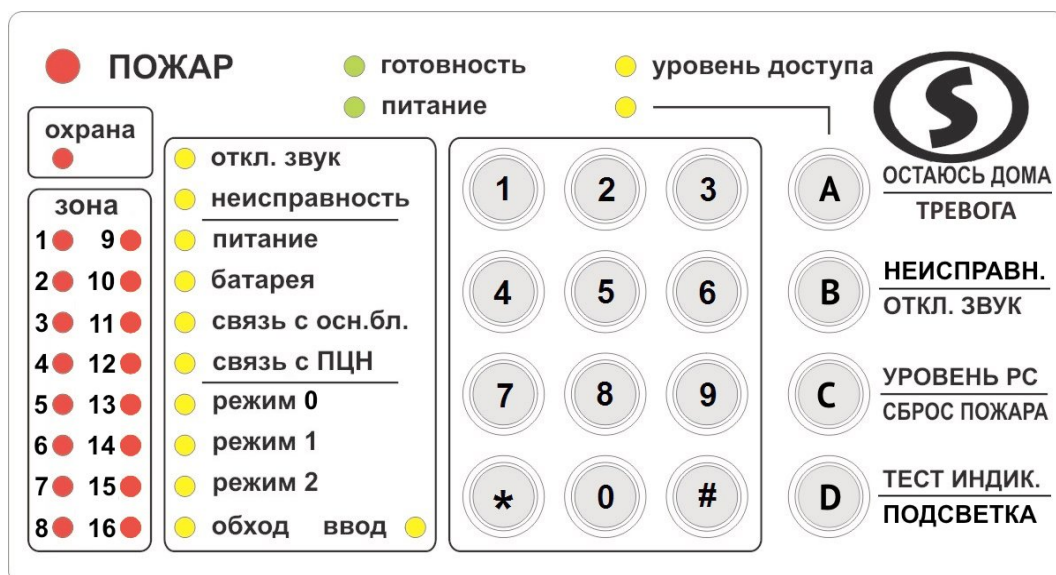 ПОЖАР
готовность
уровень доступа
питание
охрана
зона
1 9
2 10
3 11
4 12
5 13
6 14
7 15
8 16
откл. звук
неисправность
питание
батарея
связь с осн.бл.
связь с ПЦН
режим 0
режим 1
режим 2
обход ввод
1 2 3
4 5 6
7 8 9
* 0 #
S
A ОСТАЮСЬ ДОМА
ТРЕВОГА
B НЕИСПРАВН.
ОТКЛ. ЗВУК
C УРОВЕНЬ РС
СБРОС ПОЖАРА
D ТЕСТ ИНДИК.
ПОДСВЕТКА